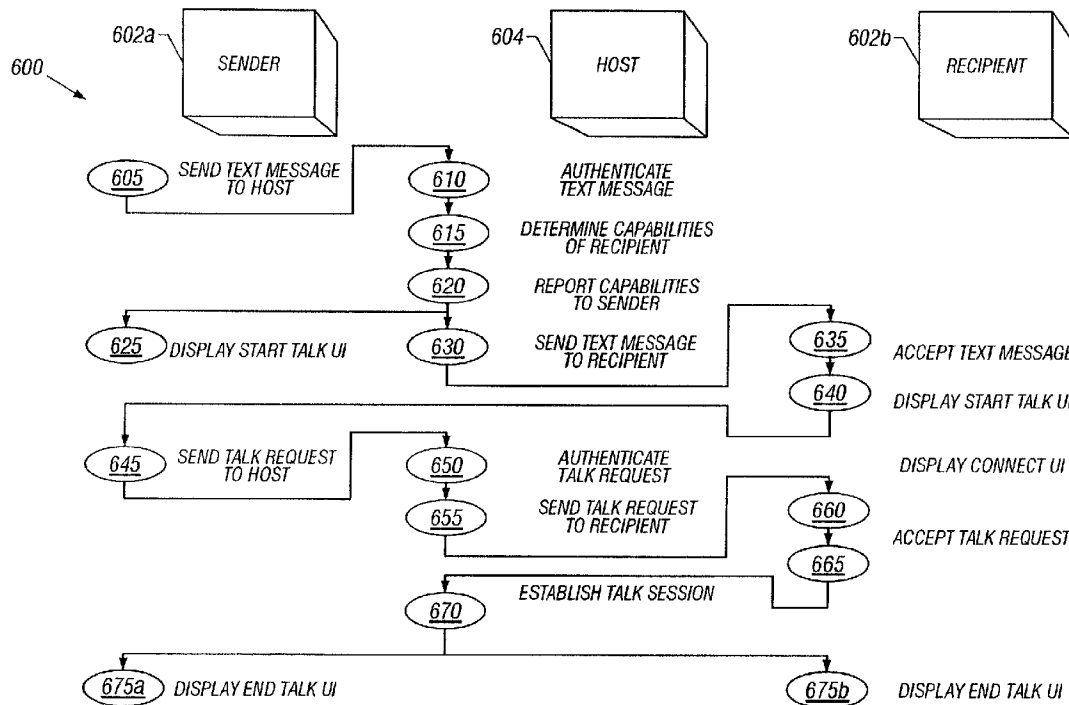 602a
SENDER
604
HOST
602b
RECIPIENT
600
605
SEND TEXT MESSAGE
TO HOST
610
AUTHENTICATE
TEXT MESSAGE
615
DETERMINE CAPABILITIES
OF RECIPIENT
620
REPORT CAPABILITIES
TO SENDER
625
DISPLAY START TALK UI
630
SEND TEXT MESSAGE
TO RECIPIENT
635
ACCEPT TEXT MESSAGE
640
DISPLAY START TALK UI
645
SEND TALK REQUEST
TO HOST
650
AUTHENTICATE
TALK REQUEST
DISPLAY CONNECT UI
655
SEND TALK REQUEST
TO RECIPIENT
660
ACCEPT TALK REQUEST
665
ESTABLISH TALK SESSION
670
675a
DISPLAY END TALK UI
675b
DISPLAY END TALK UI